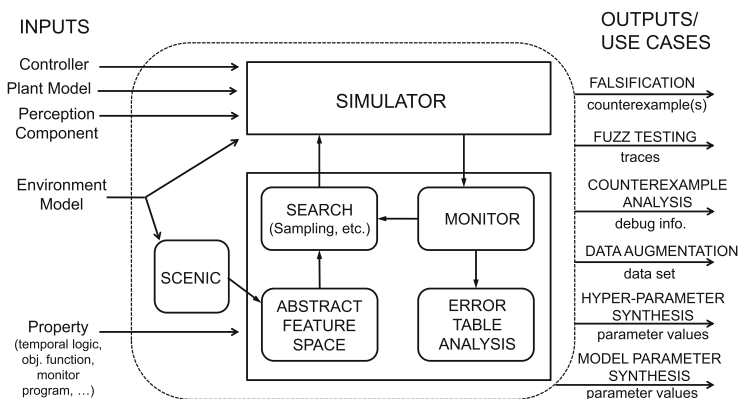 INPUTS
Controller
Plant Model
Perception
Component
Environment
Model
Property
(temporal logic,
obj. function,
monitor
program, ...)
SIMULATOR
SEARCH
(Sampling, etc.)
MONITOR
SCENIC
ABSTRACT
FEATURE
SPACE
ERROR
TABLE
ANALYSIS
OUTPUTS/
USE CASES
FALSIFICATION
counterexample(s)
FUZZ TESTING
traces
COUNTEREXAMPLE
ANALYSIS
debug info.
DATA AUGMENTATION
data set
HYPER-PARAMETER
SYNTHESIS
parameter values
MODEL PARAMETER
SYNTHESIS
parameter values